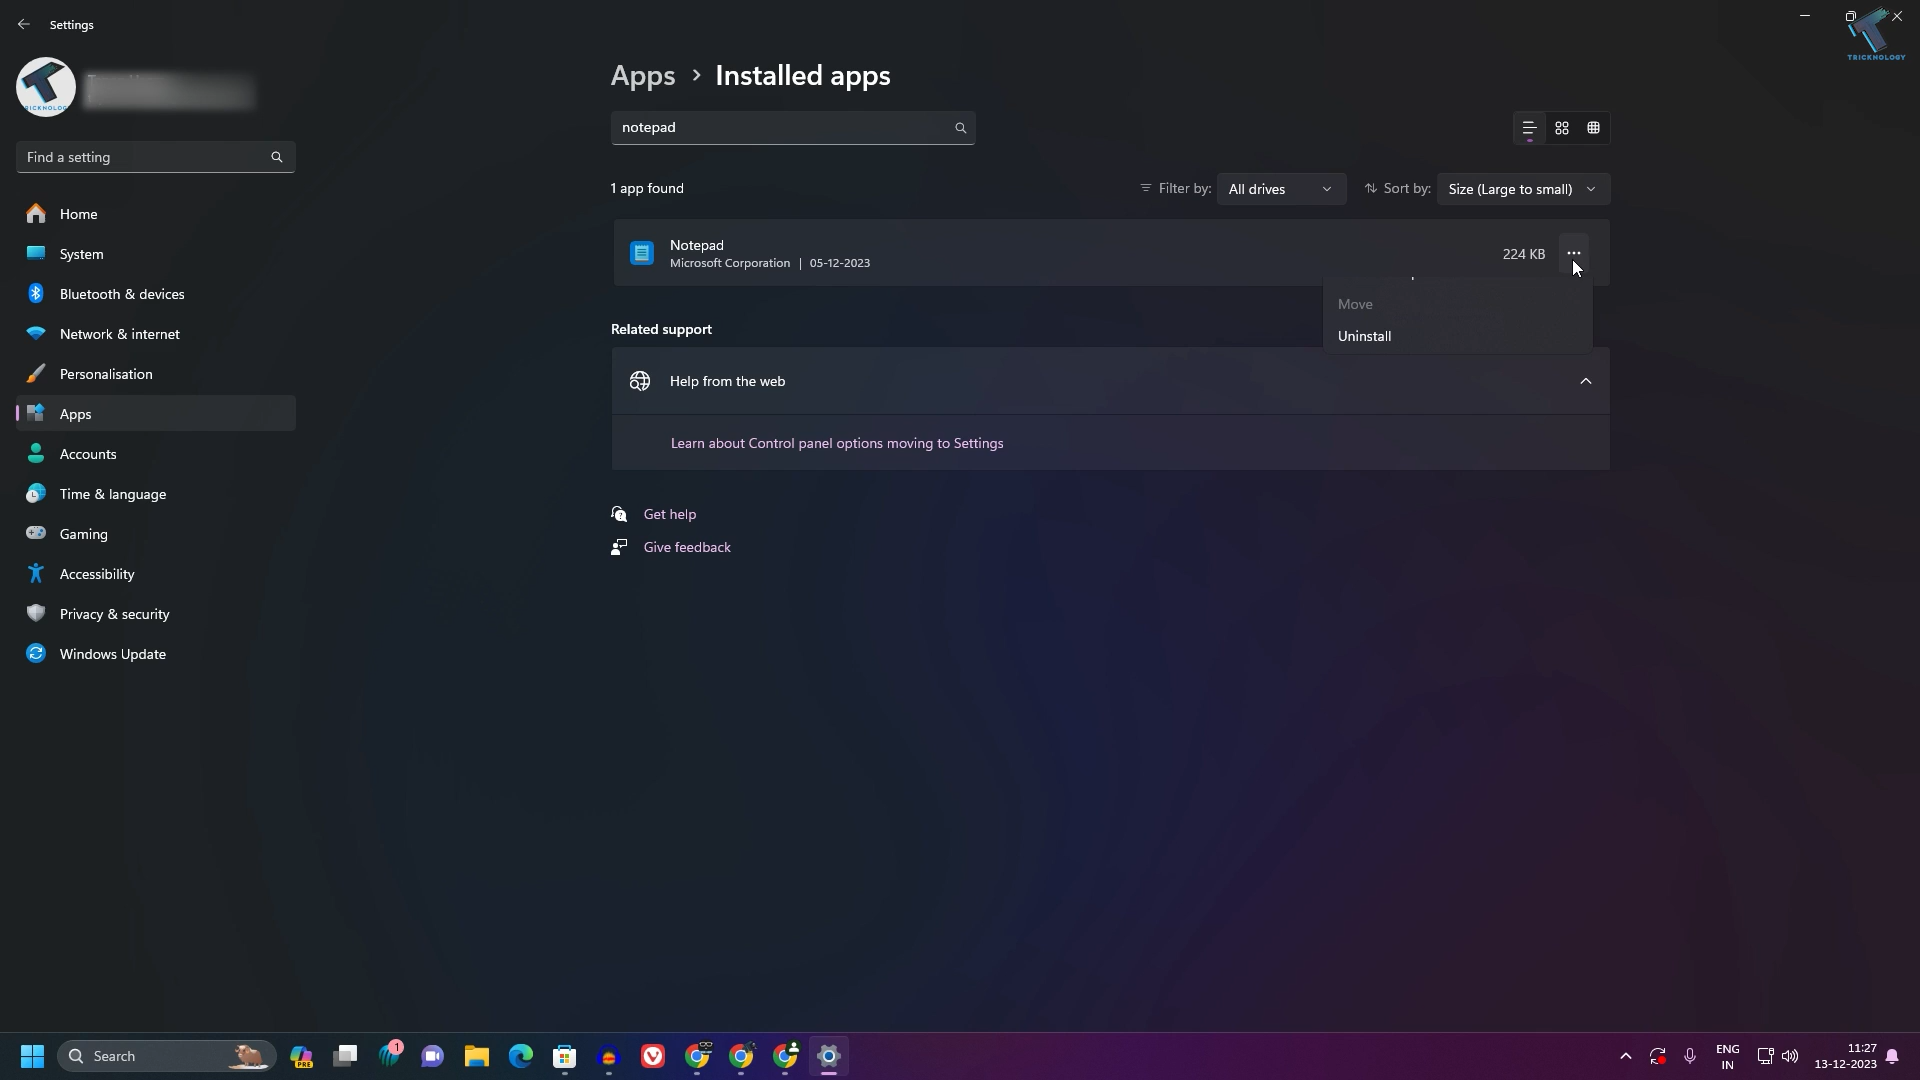 Settings
TRICKNOLOGY
Find a setting
Home
System
Bluetooth & devices
Network & internet
Personalisation
Apps
Accounts
Time & language
Gaming
Accessibility
Privacy & security
Windows Update
Apps > Installed apps
notepad
1 app found
Filter by: All drives
Sort by: Size (Large to small)
Notepad
Microsoft Corporation | 05-12-2023
224 KB
Move
Uninstall
Related support
Help from the web
Learn about Control panel options moving to Settings
Get help
Give feedback
Search
PRE
1
ENG
IN
11:27
13-12-2023